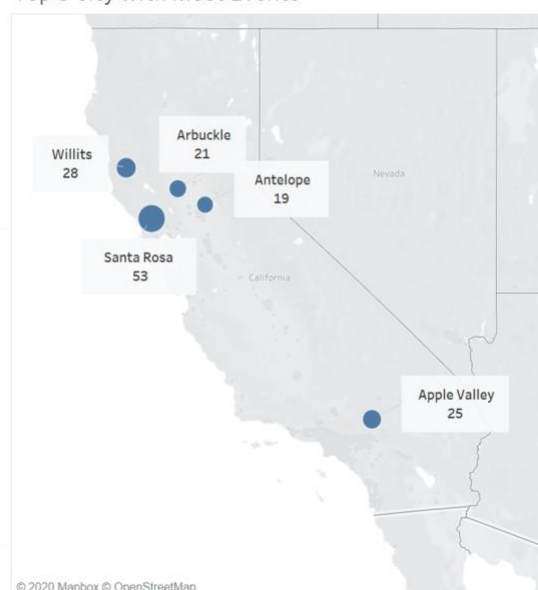 Arbuckle
21
Willits
28
Antelope
19
Nevada
Santa Rosa
53
California
Apple Valley
25
© 2020 Mapbox © OpenStreetMap